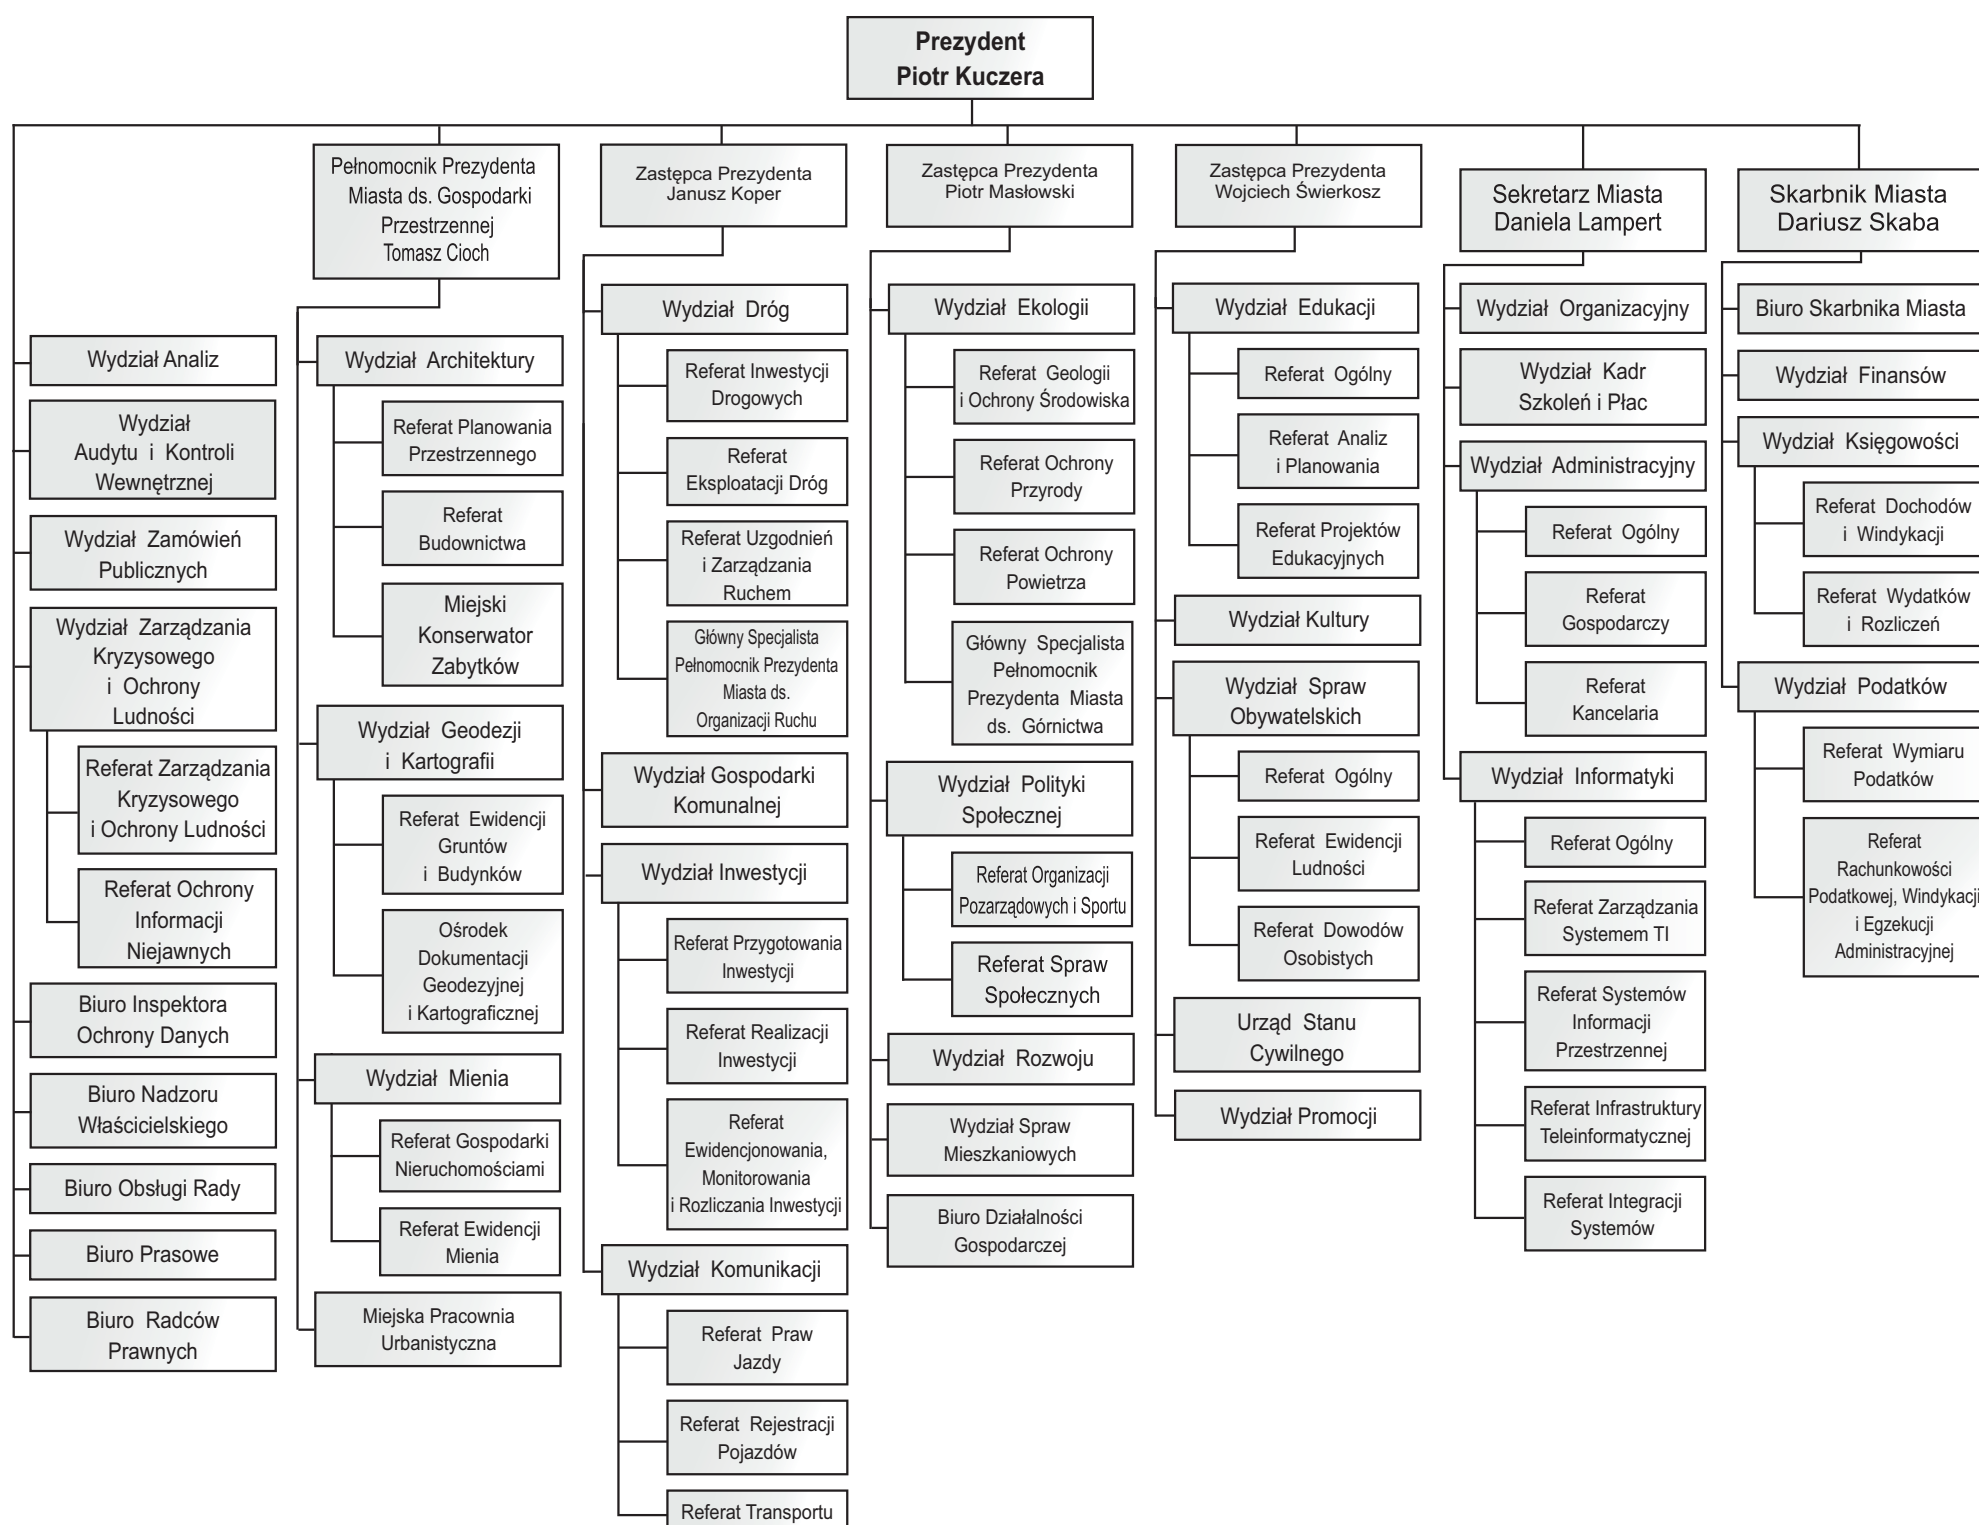 Prezydent
Piotr Kuczera
Wydział Analiz
Wydział
Audytu i Kontroli
Wewnętrznej
Wydział Zamówień
Publicznych
Wydział Zarządzania
Kryzysowego
i Ochrony
Ludności
Referat Zarządzania
Kryzysowego
i Ochrony Ludności
Referat Ochrony
Informacji
Niejawnych
Biuro Inspektora
Ochrony Danych
Biuro Nadzoru
Właścicielskiego
Biuro Obsługi Rady
Biuro Prasowe
Biuro Radców
Prawnych
Pełnomocnik Prezydenta
Miasta ds. Gospodarki
Przestrzennej
Tomasz Cioch
Wydział Architektury
Referat Planowania
Przestrzennego
Referat
Budownictwa
Miejski
Konserwator
Zabytków
Wydział Geodezji
i Kartografii
Referat Ewidencji
Gruntów
i Budynków
Ośrodek
Dokumentacji
Geodezyjnej
i Kartograficznej
Wydział Mienia
Referat Gospodarki
Nieruchomościami
Referat Ewidencji
Mienia
Miejska Pracownia
Urbanistyczna
Zastępca Prezydenta
Janusz Koper
Wydział Dróg
Referat Inwestycji
Drogowych
Referat
Eksploatacji Dróg
Referat Uzgodnień
i Zarządzania
Ruchem
Główny Specjalista
Pełnomocnik Prezydenta
Miasta ds.
Organizacji Ruchu
Wydział Gospodarki
Komunalnej
Wydział Inwestycji
Referat Przygotowania
Inwestycji
Referat Realizacji
Inwestycji
Referat
Ewidencjonowania,
Monitorowania
i Rozliczania Inwestycji
Wydział Komunikacji
Referat Praw
Jazdy
Referat Rejestracji
Pojazdów
Referat Transportu
Zastępca Prezydenta
Piotr Masłowski
Wydział Ekologii
Referat Geologii
i Ochrony Środowiska
Referat Ochrony
Przyrody
Referat Ochrony
Powietrza
Główny Specjalista
Pełnomocnik
Prezydenta Miasta
ds. Górnictwa
Wydział Polityki
Społecznej
Referat Organizacji
Pozarządowych i Sportu
Referat Spraw
Społecznych
Wydział Rozwoju
Wydział Spraw
Mieszkaniowych
Biuro Działalności
Gospodarczej
Zastępca Prezydenta
Wojciech Świerkosz
Wydział Edukacji
Referat Ogólny
Referat Analiz
i Planowania
Referat Projektów
Edukacyjnych
Wydział Kultury
Wydział Spraw
Obywatelskich
Referat Ogólny
Referat Ewidencji
Ludności
Referat Dowodów
Osobistych
Urząd Stanu
Cywilnego
Wydział Promocji
Sekretarz Miasta
Daniela Lampert
Wydział Organizacyjny
Wydział Kadr
Szkoleń i Płac
Wydział Administracyjny
Referat Ogólny
Referat
Gospodarczy
Referat
Kancelaria
Wydział Informatyki
Referat Ogólny
Referat Zarządzania
Systemem TI
Referat Systemów
Informacji
Przestrzennej
Referat Infrastruktury
Teleinformatycznej
Referat Integracji
Systemów
Skarbnik Miasta
Dariusz Skaba
Biuro Skarbnika Miasta
Wydział Finansów
Wydział Księgowości
Referat Dochodów
i Windykacji
Referat Wydatków
i Rozliczeń
Wydział Podatków
Referat Wymiaru
Podatków
Referat
Rachunkowości
Podatkowej, Windykacji
i Egzekucji
Administracyjnej